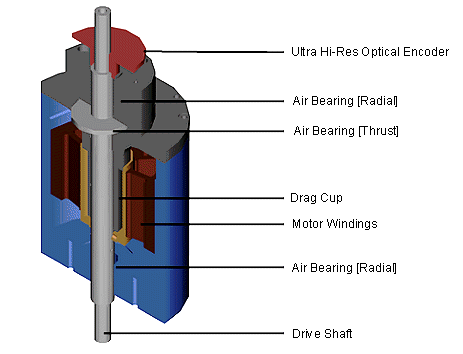 Ultra Hi-Res Optical Encoder
Air Bearing [Radial]
Air Bearing [Thrust]
Drag Cup
Motor Windings
Air Bearing [Radial]
Drive Shaft